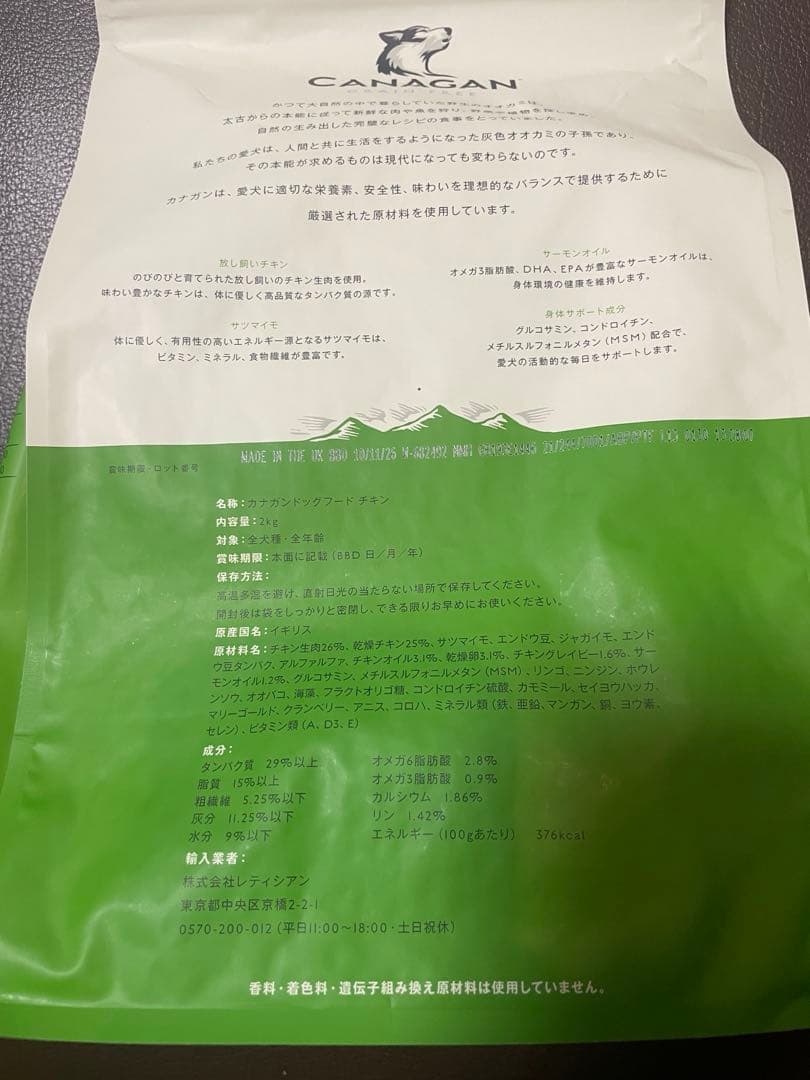 CANAGAN
GRAIN FREE
かつて大自然の中で暮らしていた野生のオオカミは、
太古からの本能に従って新鮮な肉や魚を狩り、野草や植物を探し求め、
自然の生み出した完璧なレシピの食事をとっていました。
私たちの愛犬は、人間と共に生活をするようになった灰色オオカミの子孫であり、
その本能が求めるものは現代になっても変わらないのです。
カナガンは、愛犬に適切な栄養素、安全性、味わいを理想的なバランスで提供するために
厳選された原材料を使用しています。
放し飼いチキン
のびのびと育てられた放し飼いのチキン生肉を使用。
味わい豊かなチキンは、体に優しく高品質なタンパク質の源です。
サーモンオイル
オメガ3脂肪酸、DHA、EPAが豊富なサーモンオイルは、
身体環境の健康を維持します。
サツマイモ
体に優しく、有用性の高いエネルギー源となるサツマイモは、
ビタミン、ミネラル、食物繊維が豊富です。
身体サポート成分
グルコサミン、コンドロイチン、
メチルスルフォニルメタン(MSM)配合で、
愛犬の活動的な毎日をサポートします。
賞味期限・ロット番号
MADE IN THE UK BBD 10/11/25 M-682492
名称:カナガンドッグフード チキン
内容量:2kg
対象:全犬種・全年齢
賞味期限:本面に記載(BBD 日/月/年)
保存方法:
高温多湿を避け、直射日光の当たらない場所で保存してください。
開封後は袋をしっかりと密閉し、できる限りお早めにお使いください。
原産国名:イギリス
原材料名:チキン生肉26%、乾燥チキン25%、サツマイモ、エンドウ豆、ジャガイモ、エンド
ウ豆タンパク、アルファルファ、チキンオイル3.1%、乾燥卵3.1%、チキングレイビー1.6%、サー
モンオイル1.2%、グルコサミン、メチルスルフォニルメタン(MSM)、リンゴ、ニンジン、ホウレ
ンソウ、オオバコ、海藻、フラクトオリゴ糖、コンドロイチン硫酸、カモミール、セイヨウハッカ、
マリーゴールド、クランベリー、アニス、コロハ、ミネラル類(鉄、亜鉛、マンガン、銅、ヨウ素、
セレン)、ビタミン類(A、D3、E)
成分:
タンパク質 29%以上 オメガ6脂肪酸 2.8%
脂質 15%以上 オメガ3脂肪酸 0.9%
粗繊維 5.25%以下 カルシウム 1.86%
灰分 11.25%以下 リン 1.42%
水分 9%以下 エネルギー(100gあたり) 376kcal
輸入業者:
株式会社レティシアン
東京都中央区京橋2-2-1
0570-200-012(平日11:00〜18:00・土日祝休)
香料・着色料・遺伝子組み換え原材料は使用していません。